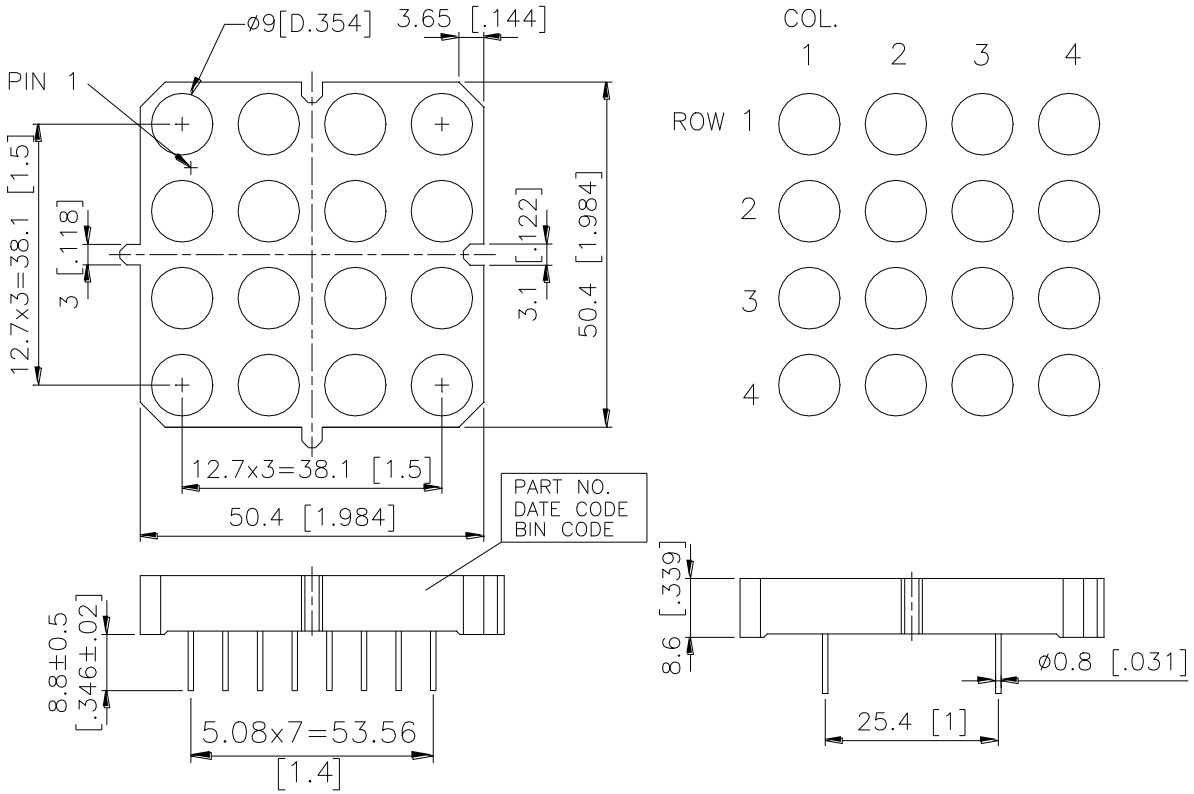 ø9[D.354]
3.65 [.144]
PIN 1
12.7x3=38.1 [1.5]
3 [.118]
3.1 [.122]
50.4 [1.984]
12.7x3=38.1 [1.5]
50.4 [1.984]
PART NO.
DATE CODE
BIN CODE
COL.
1 2 3 4
ROW 1
2
3
4
8.8±0.5
[.346±.02]
5.08x7=53.56
[1.4]
8.6 [.339]
ø0.8 [.031]
25.4 [1]